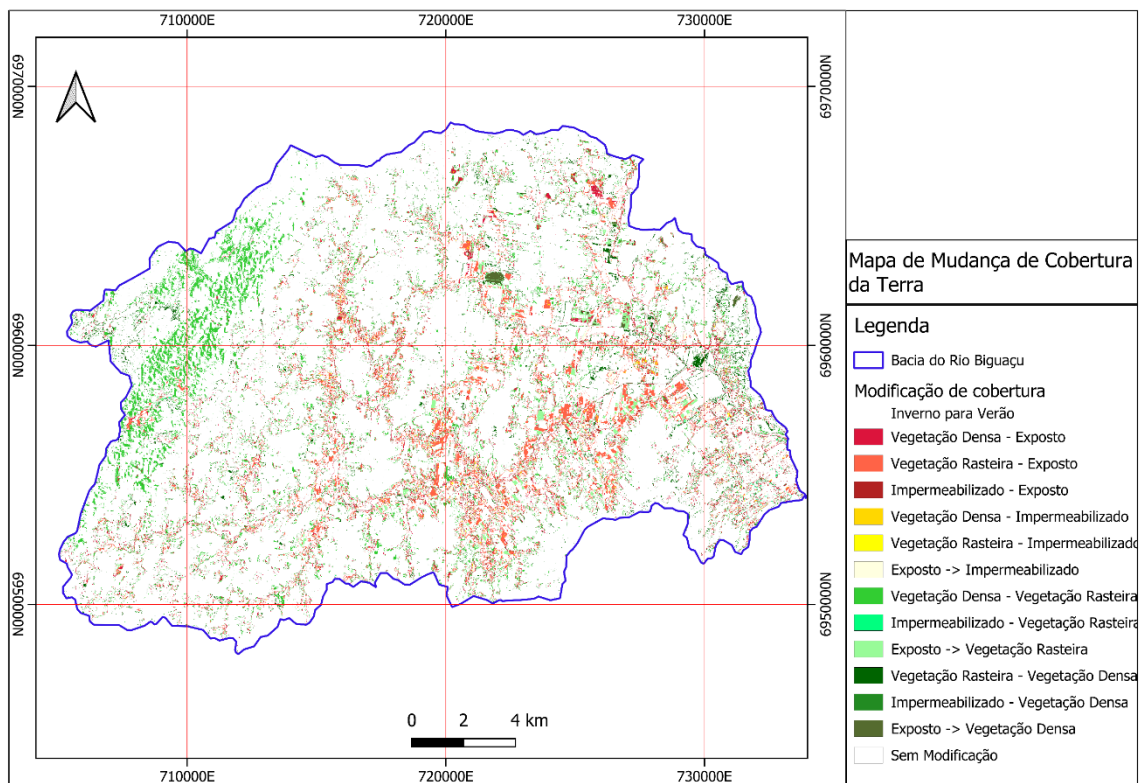 710000E
720000E
730000E
6970000N
6970000N
6960000N
6960000N
6950000N
6950000N
0 2 4 km
710000E
720000E
730000E
Mapa de Mudança de Cobertura
da Terra
Legenda
Bacia do Rio Biguaçu
Modificação de cobertura
Inverno para Verão
Vegetação Densa - Exposto
Vegetação Rasteira - Exposto
Impermeabilizado - Exposto
Vegetação Densa - Impermeabilizado
Vegetação Rasteira - Impermeabilizado
Exposto -> Impermeabilizado
Vegetação Densa - Vegetação Rasteira
Impermeabilizado - Vegetação Rasteira
Exposto -> Vegetação Rasteira
Vegetação Rasteira - Vegetação Densa
Impermeabilizado - Vegetação Densa
Exposto -> Vegetação Densa
Sem Modificação